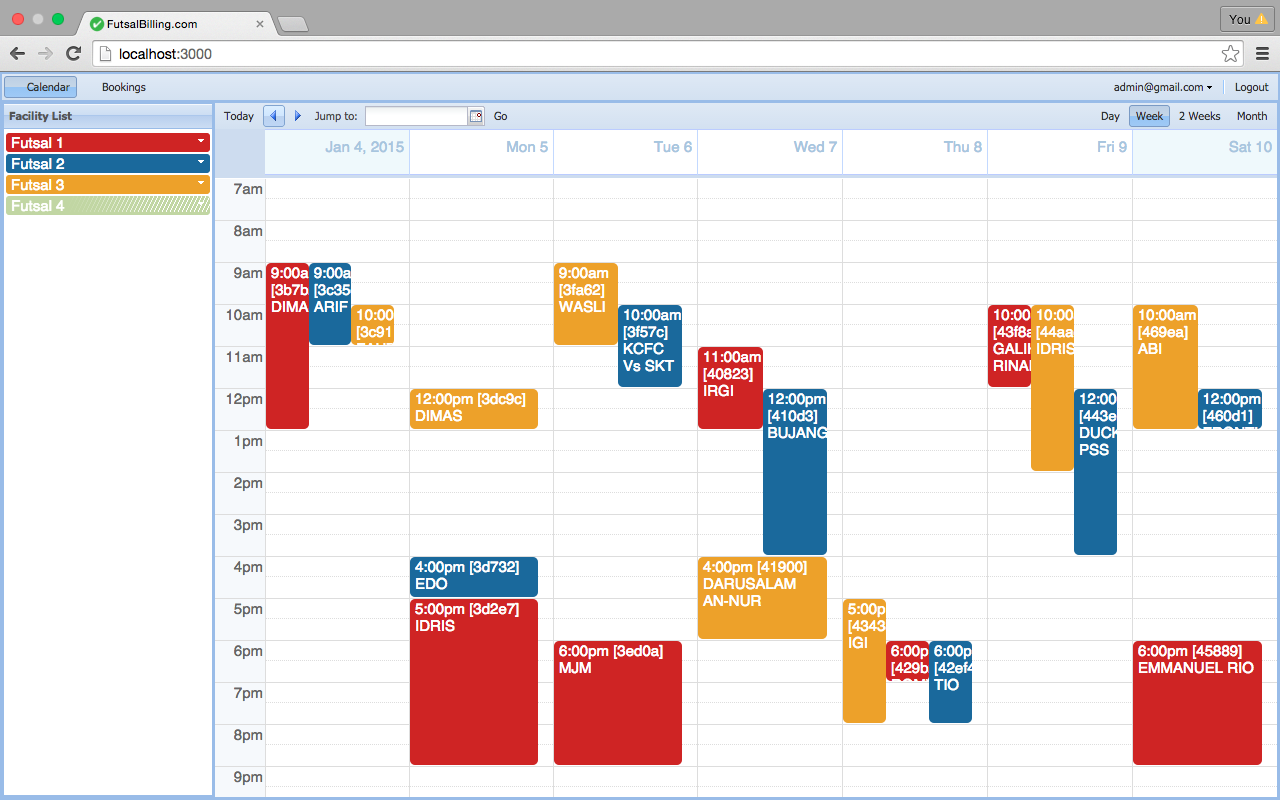 FutsalBilling.com
You
localhost:3000
Calendar
Bookings
admin@gmail.com
Logout
Facility List
Today
Jump to:
Go
Day
Week
2 Weeks
Month
Futsal 1
Futsal 2
Futsal 3
Futsal 4
Jan 4, 2015
Mon 5
Tue 6
Wed 7
Thu 8
Fri 9
Sat 10
7am
8am
9am
10am
11am
12pm
1pm
2pm
3pm
4pm
5pm
6pm
7pm
8pm
9pm
9:00a
[3b7b
DIMA
9:00a
[3c35
ARIF
10:00
[3c91
12:00pm [3dc9c]
DIMAS
4:00pm [3d732]
EDO
5:00pm [3d2e7]
IDRIS
9:00am
[3fa62]
WASLI
10:00am
[3f57c]
KCFC
Vs SKT
6:00pm [3ed0a]
MJM
11:00am
[40823]
IRGI
12:00pm
[410d3]
BUJANG
4:00pm [41900]
DARUSALAM
AN-NUR
5:00p
[4343
IGI
6:00p
[429b
6:00p
[42ef4
TIO
10:00
[43f8a
GALIH
RINA
10:00
[44aa
IDRIS
12:00
[443e
DUCK
PSS
10:00am
[469ea]
ABI
12:00pm
[460d1]
6:00pm [45889]
EMMANUEL RIO